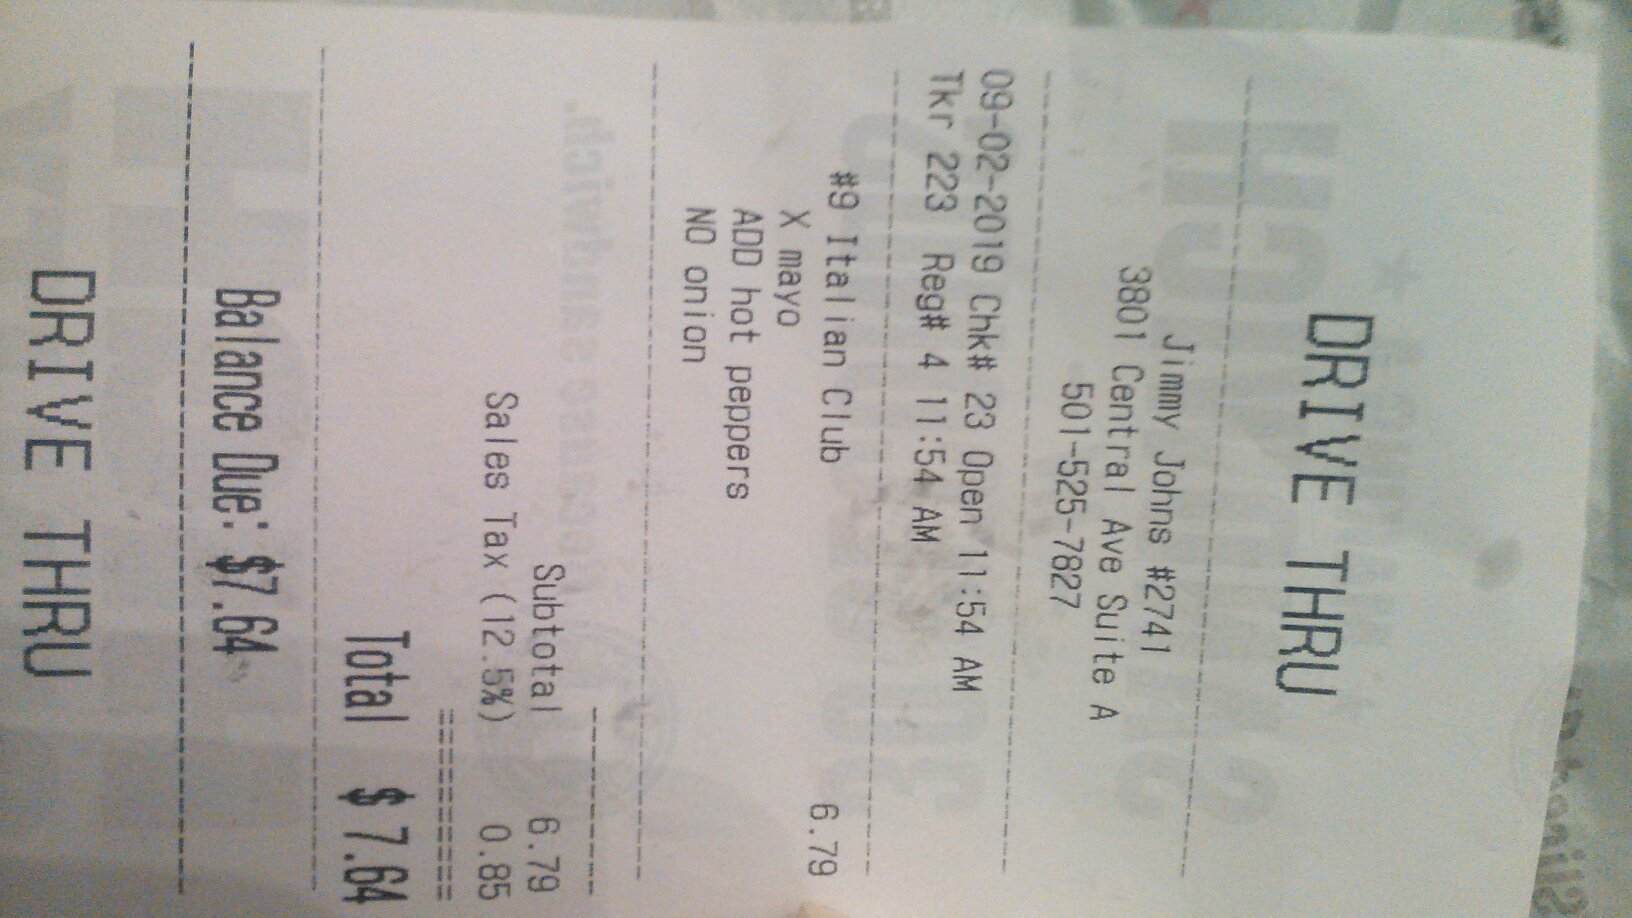 DRIVE THRU
Jimmy Johns #2741
3801 Central Ave Suite A
501-525-7827
09-02-2019 Chk# 23 Open 11:54 AM
Tkr 223 Reg# 4 11:54 AM
#9 Italian Club 6.79
X mayo
ADD hot peppers
NO onion
Subtotal 6.79
Sales Tax (12.5%) 0.85
==========
Total $ 7.64
Balance Due: $7.64
DRIVE THRU